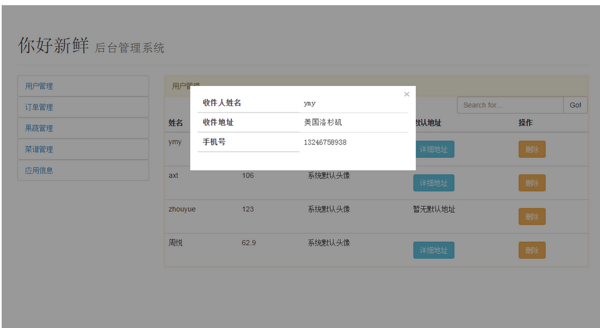 你好新鲜 后台管理系统
用户管理
订单管理
果蔬管理
菜谱管理
应用信息
用户管理
×
收件人姓名 ymy
收件地址 美国洛杉矶
手机号 13246758938
Search for... Go!
姓名 默认地址 操作
ymy 详细地址 删除
axt 106 系统默认头像 详细地址 删除
zhouyue 123 系统默认头像 暂无默认地址 删除
62.9 系统默认头像 详细地址 删除